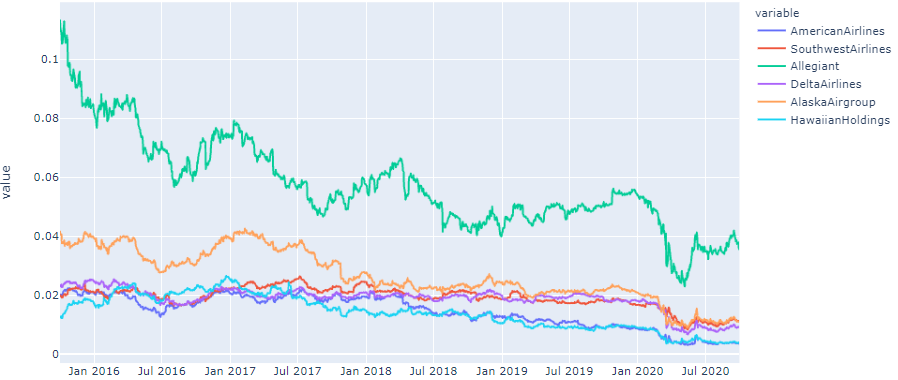 variable
AmericanAirlines
SouthwestAirlines
Allegiant
DeltaAirlines
AlaskaAirgroup
HawaiianHoldings
value
0.1
0.08
0.06
0.04
0.02
0
Jan 2016 Jul 2016 Jan 2017 Jul 2017 Jan 2018 Jul 2018 Jan 2019 Jul 2019 Jan 2020 Jul 2020